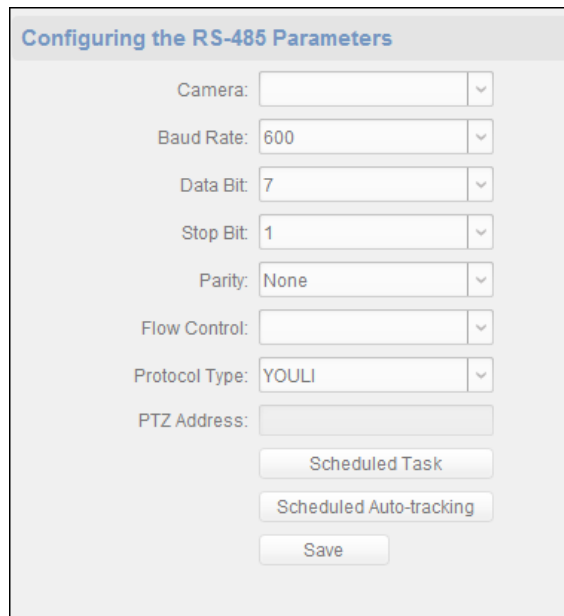 Configuring the RS-485 Parameters
Camera:
Baud Rate: 600
Data Bit: 7
Stop Bit: 1
Parity: None
Flow Control:
Protocol Type: YOULI
PTZ Address:
Scheduled Task
Scheduled Auto-tracking
Save